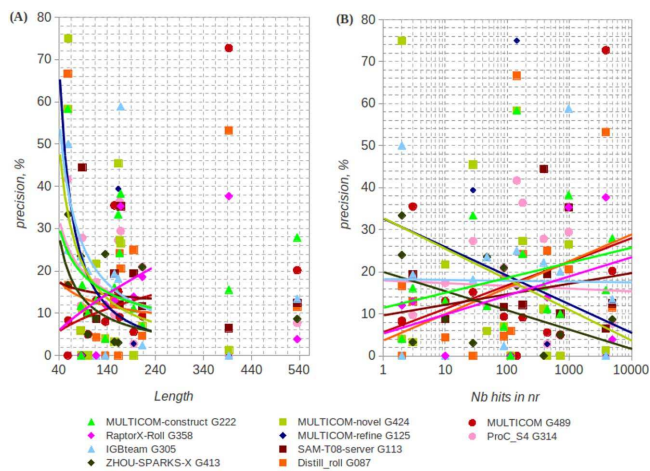 (A)
(B)
80
70
60
50
40
30
20
10
0
precision, %
40 140 240 340 440 540
Length
80
70
60
50
40
30
20
10
0
precision, %
1 10 100 1000 10000
Nb hits in nr
MULTICOM-construct G222
MULTICOM-novel G424
MULTICOM G489
RaptorX-Roll G358
MULTICOM-refine G125
ProC_S4 G314
IGBteam G305
SAM-T08-server G113
ZHOU-SPARKS-X G413
Distill_roll G087